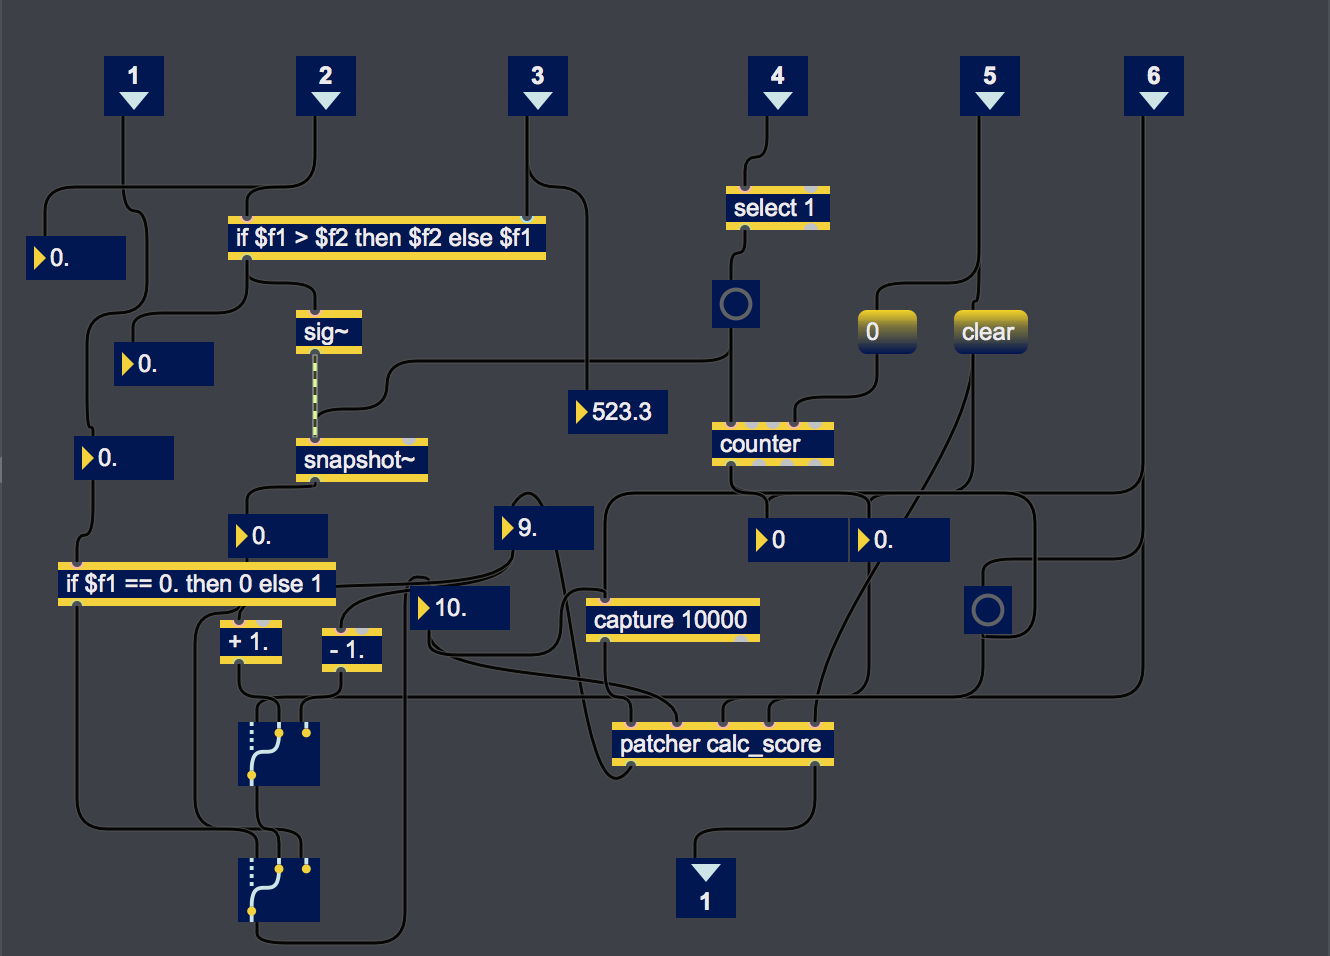 1
2
3
4
5
6
select 1
if $f1 > $f2 then $f2 else $f1
0.
sig~
0
clear
0.
523.3
counter
0.
snapshot~
9.
0.
0
0.
if $f1 == 0. then 0 else 1
10.
capture 10000
+ 1.
- 1.
patcher calc_score
1